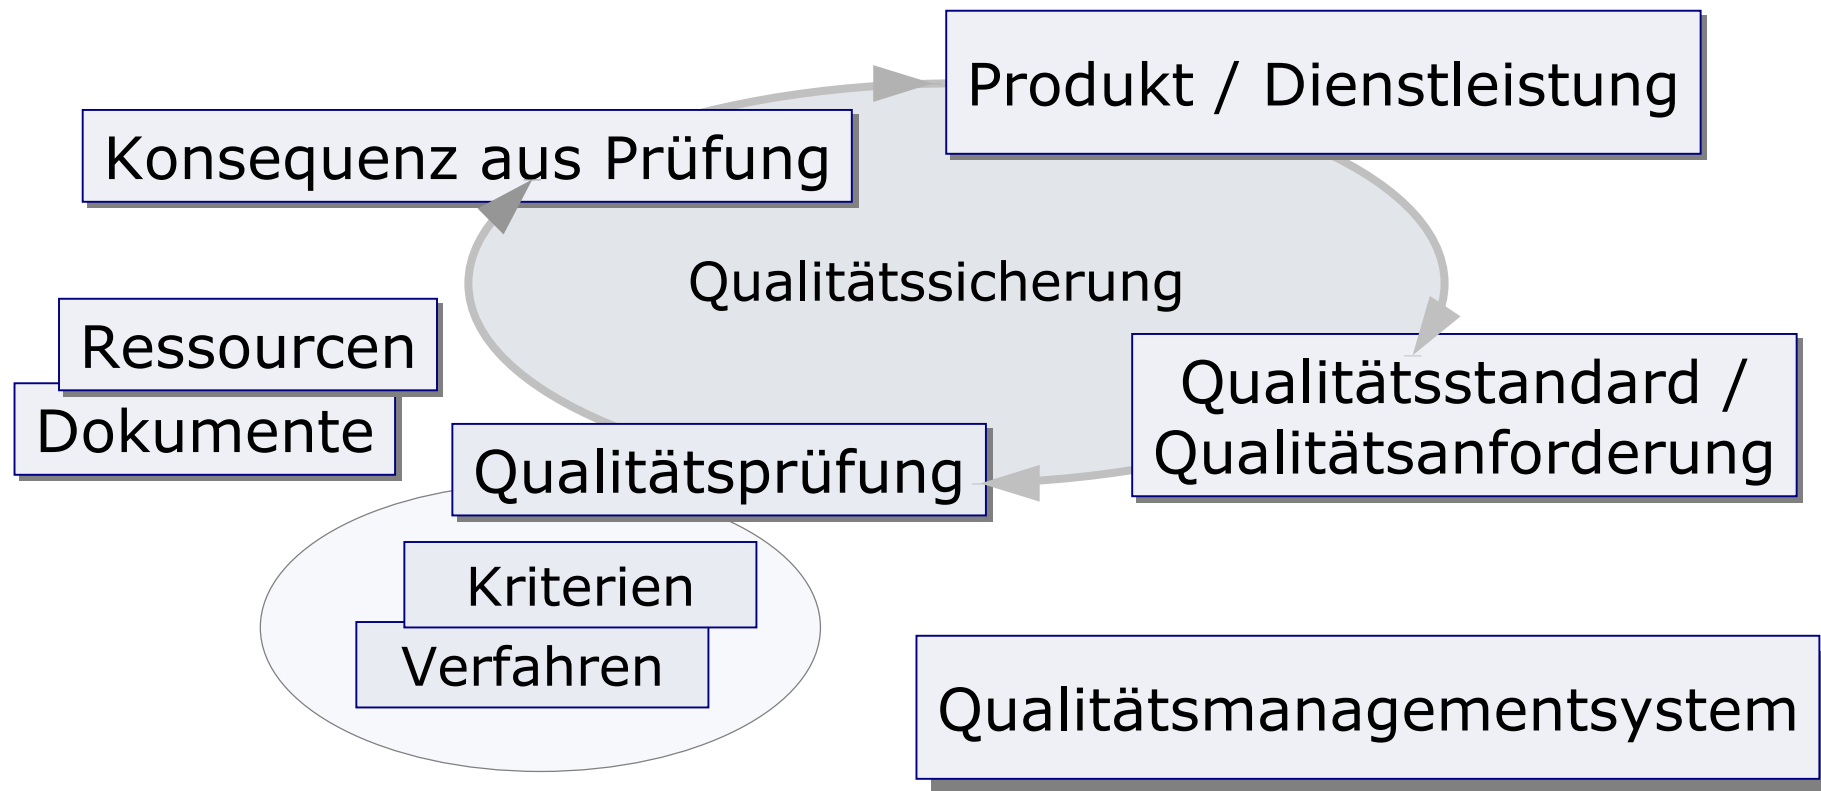 Produkt / Dienstleistung
Konsequenz aus Prüfung
Qualitätssicherung
Ressourcen
Dokumente
Qualitätsstandard /
Qualitätsanforderung
Qualitätsprüfung
Kriterien
Verfahren
Qualitätsmanagementsystem